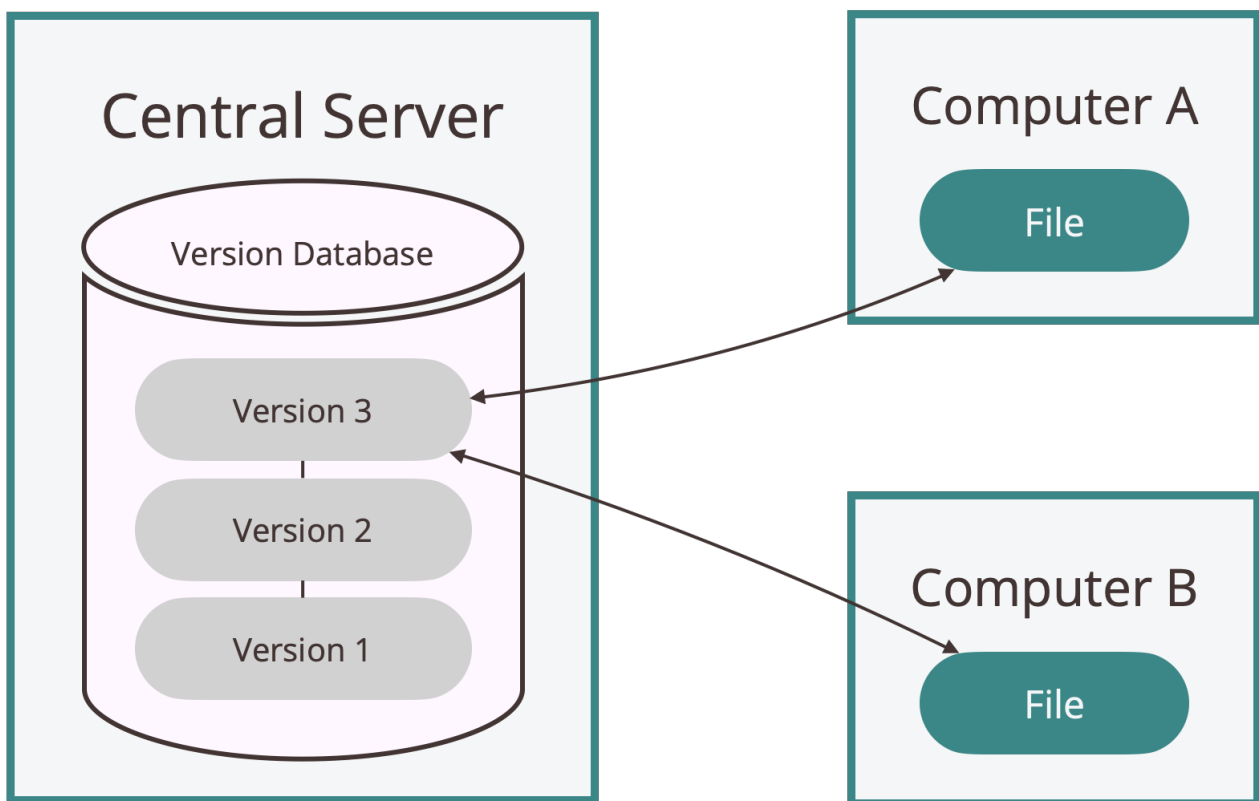 Central Server
Version Database
Version 3
Version 2
Version 1
Computer A
File
Computer B
File